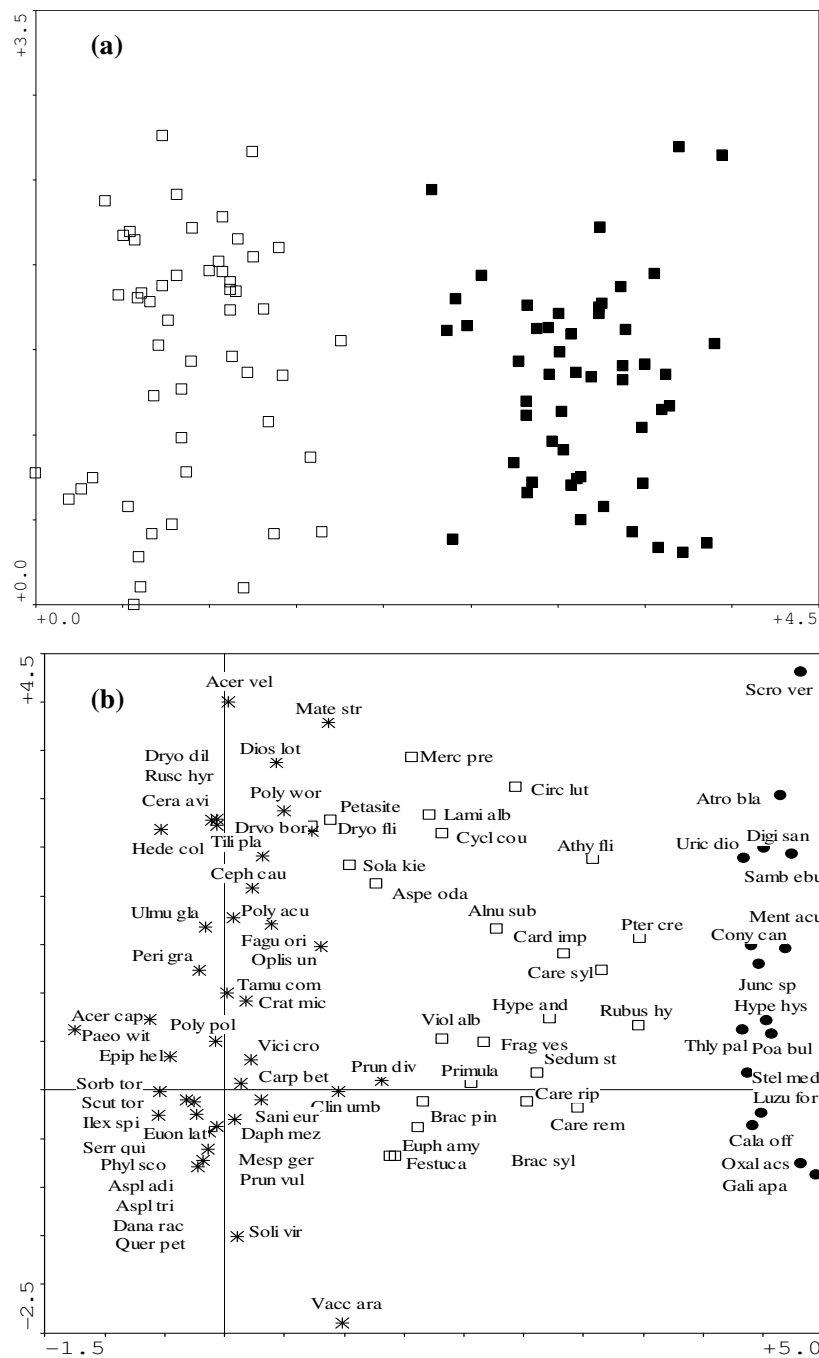 +3.5
(a)
+0.0
+0.0
+4.5
+4.5
(b)
Acer vel
Scro ver
Mate str
Dryo dil
Dios lot
Merc pre
Rusc hyr
Circ lut
Cera avi
Poly wor
Petasite
Lami alb
Atro bla
Hede col
Drvo bor
Dryo fli
Cycl cou
Uric dio
Digi san
Tili pla
Athy fli
Ceph cau
Sola kie
Samb ebu
Aspe oda
Ulmu gla
Poly acu
Alnu sub
Ment acu
Fagu ori
Card imp
Pter cre
Cony can
Peri gra
Oplis un
Care syl
Tamu com
Junc sp
Acer cap
Crat mic
Hype and
Rubus hy
Hype hys
Paeo wit
Poly pol
Viol alb
Thly pal
Poa bul
Epip hel
Vici cro
Frag ves
Sedum st
Sorb tor
Carp bet
Prun div
Primula
Stel med
Scut tor
Clin umb
Care rip
Luzu for
Ilex spi
Sani eur
Brac pin
Care rem
Euon lat
Daph mez
Cala off
Serr qui
Mesp ger
Euph amy
Phyl sco
Prun vul
Festuca
Brac syl
Oxal acs
Aspl adi
Gali apa
Aspl tri
Dana rac
Soli vir
Quer pet
Vacc ara
-2.5
-1.5
+5.0